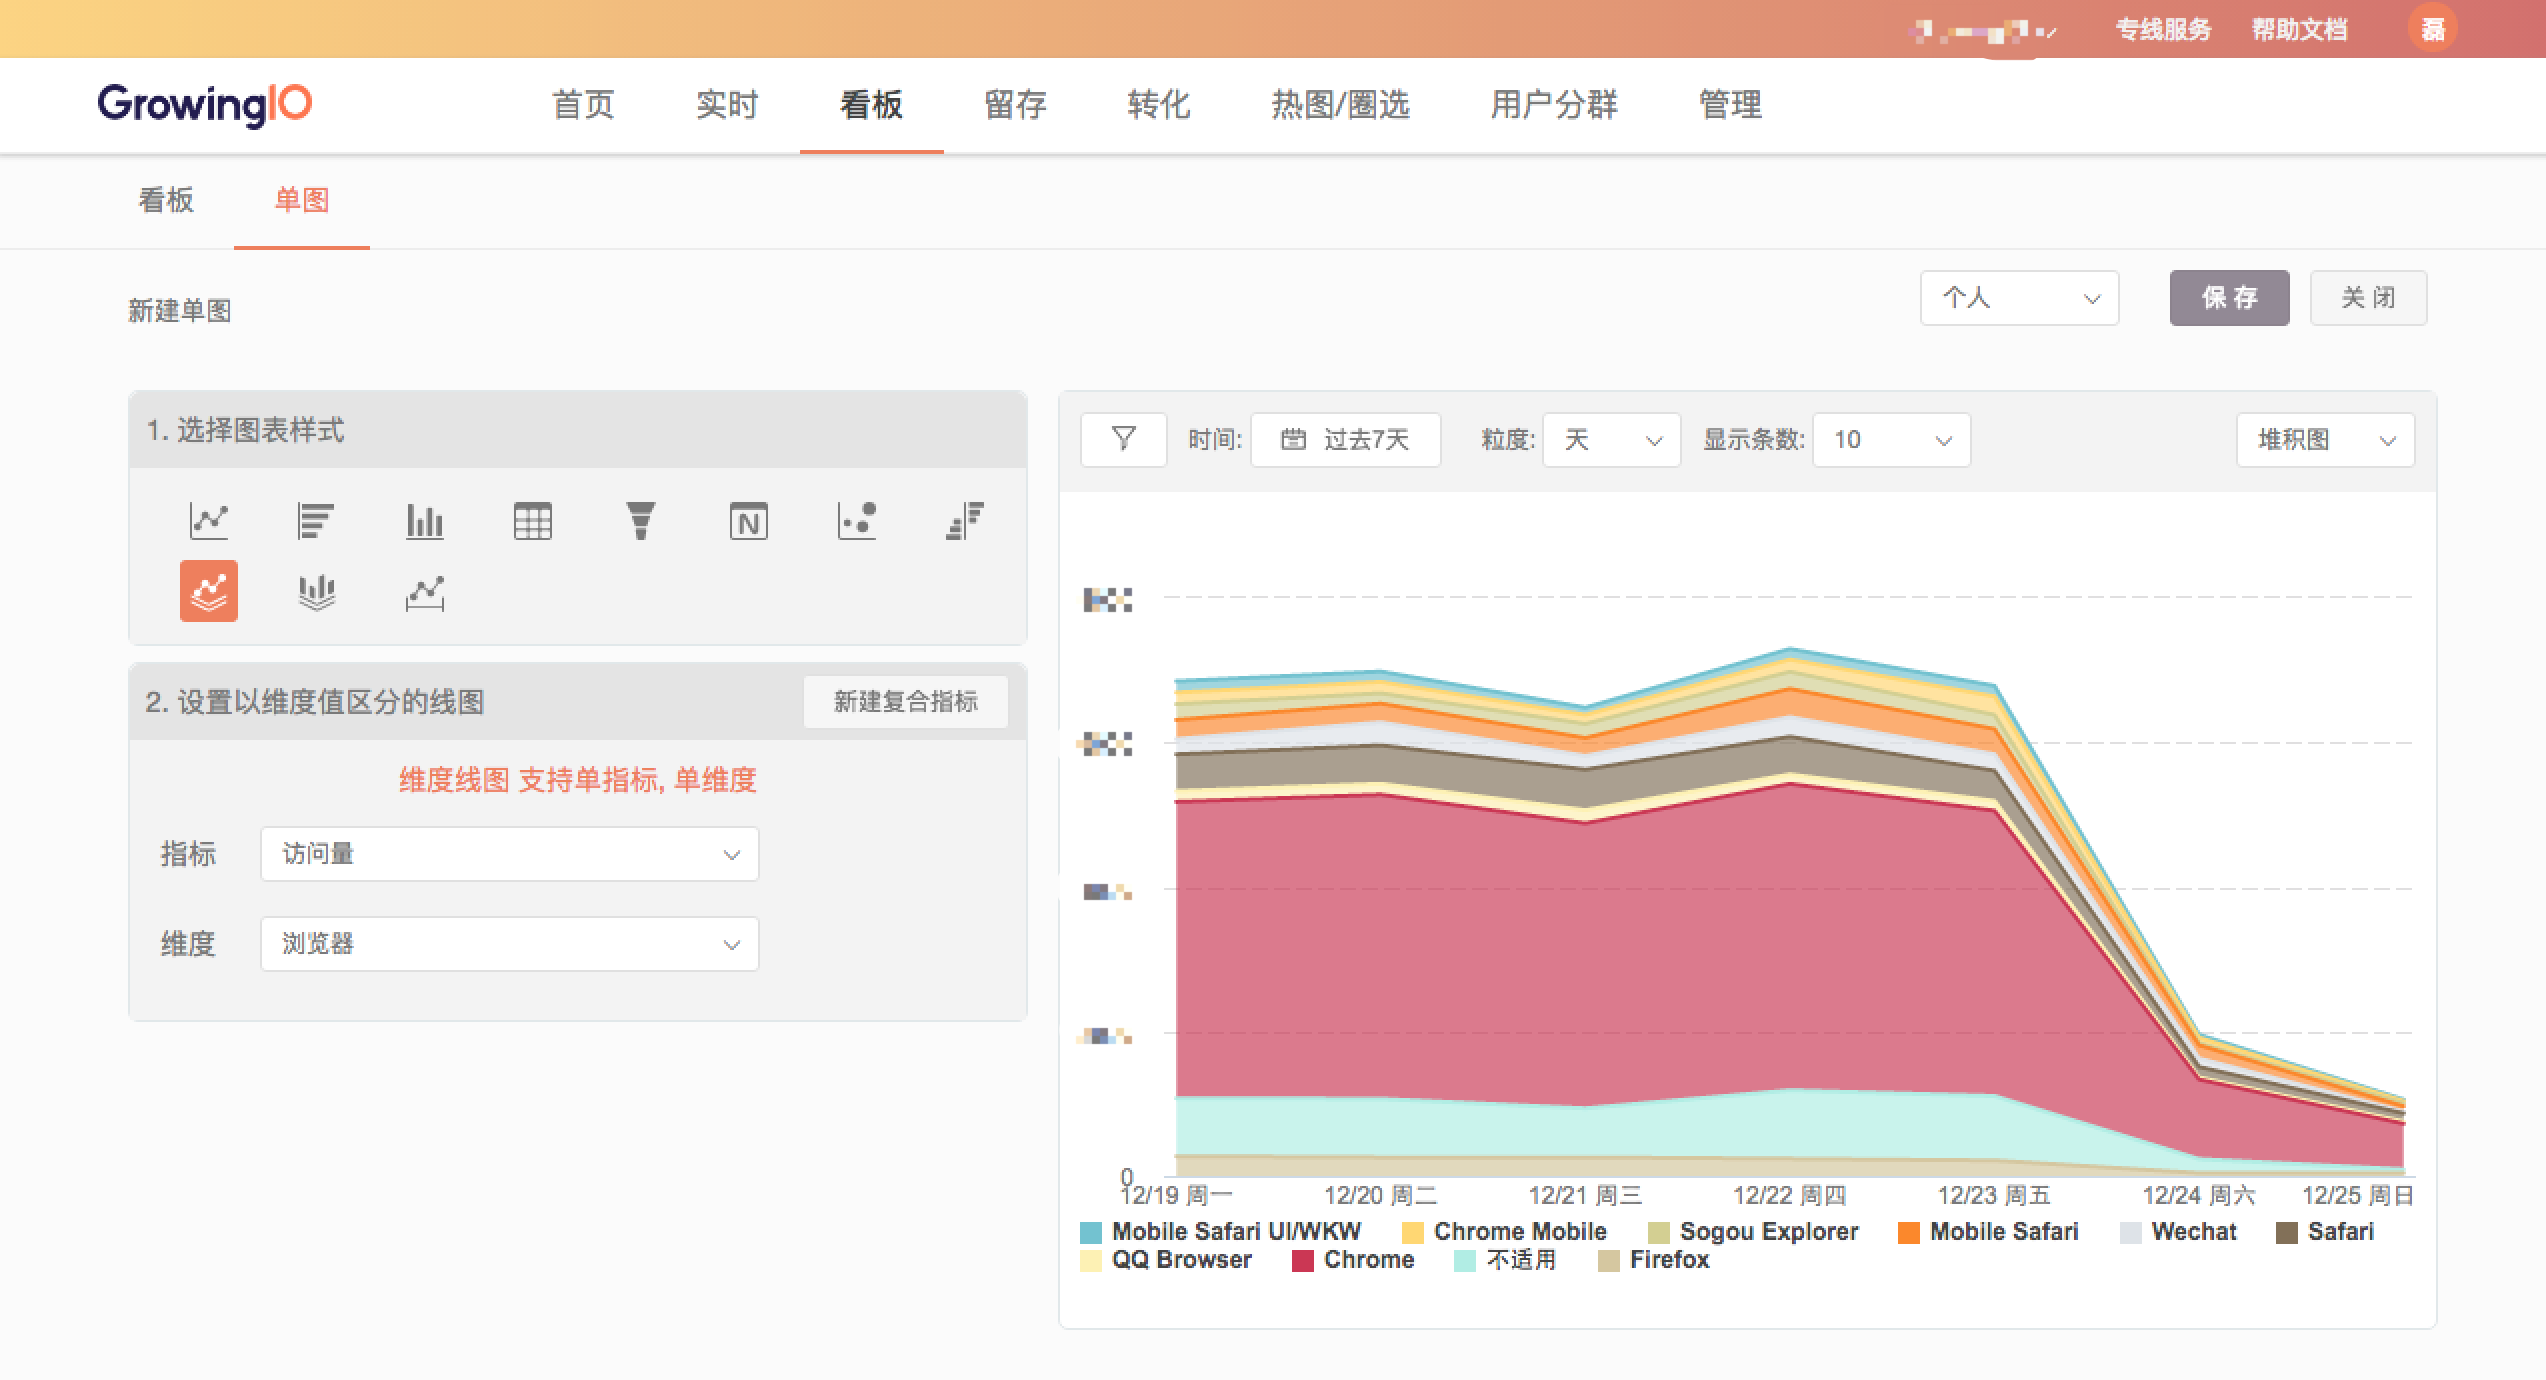 专线服务 帮助文档 磊
GrowingIO 首页 实时 看板 留存 转化 热图/圈选 用户分群 管理
看板 单图
新建单图 个人 保存 关闭
1. 选择图表样式
N
2. 设置以维度值区分的线图 新建复合指标
维度线图 支持单指标, 单维度
指标 访问量
维度 浏览器
时间: 过去7天 粒度: 天 显示条数: 10 堆积图
0
12/19 周一 12/20 周二 12/21 周三 12/22 周四 12/23 周五 12/24 周六 12/25 周日
Mobile Safari UI/WKW Chrome Mobile Sogou Explorer Mobile Safari Wechat Safari
QQ Browser Chrome 不适用 Firefox